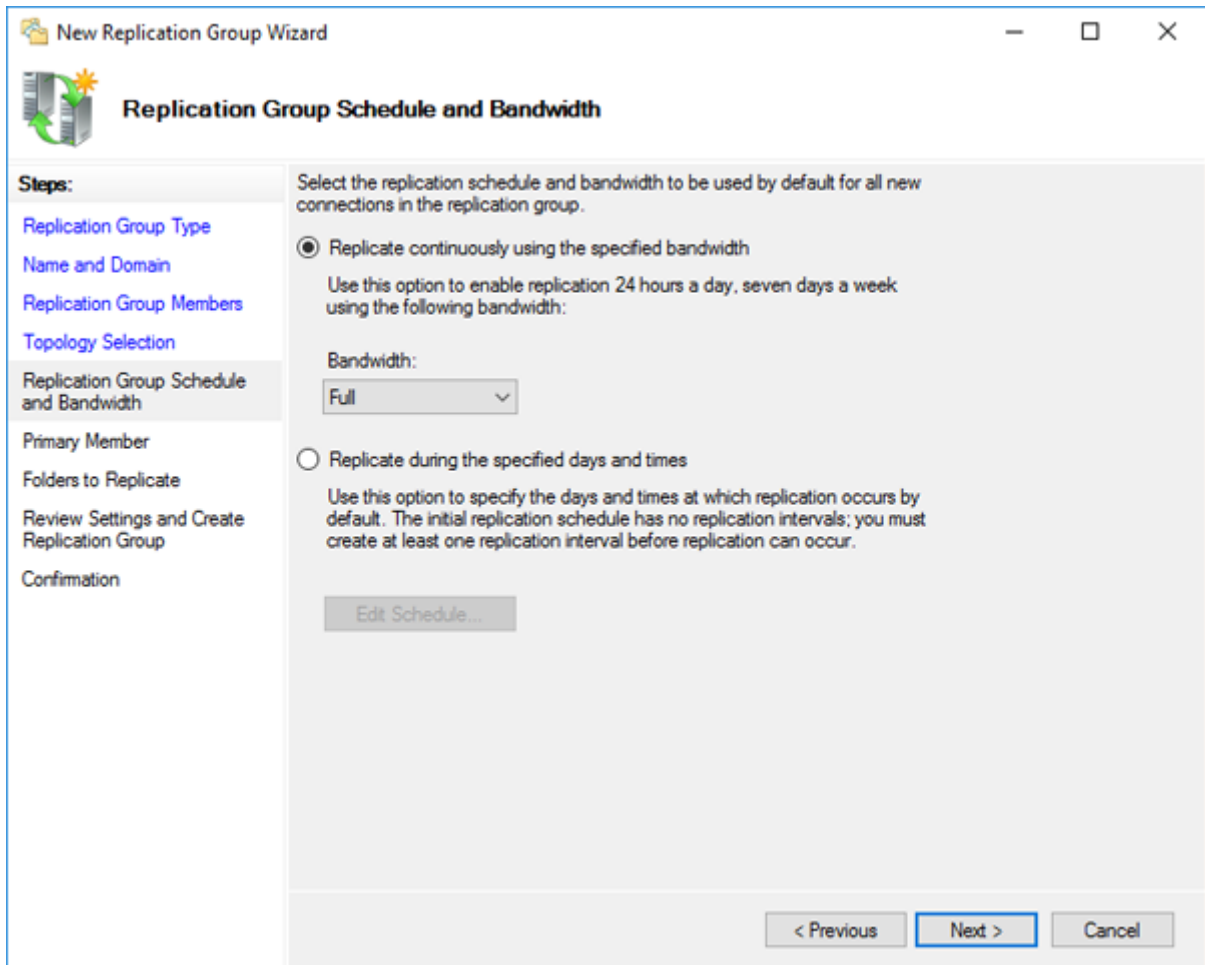 New Replication Group Wizard
Replication Group Schedule and Bandwidth
Steps:
Replication Group Type
Name and Domain
Replication Group Members
Topology Selection
Replication Group Schedule
and Bandwidth
Primary Member
Folders to Replicate
Review Settings and Create
Replication Group
Confirmation
Select the replication schedule and bandwidth to be used by default for all new
connections in the replication group.
Replicate continuously using the specified bandwidth
Use this option to enable replication 24 hours a day, seven days a week
using the following bandwidth:
Bandwidth:
Full
Replicate during the specified days and times
Use this option to specify the days and times at which replication occurs by
default. The initial replication schedule has no replication intervals; you must
create at least one replication interval before replication can occur.
Edit Schedule...
< Previous
Next >
Cancel